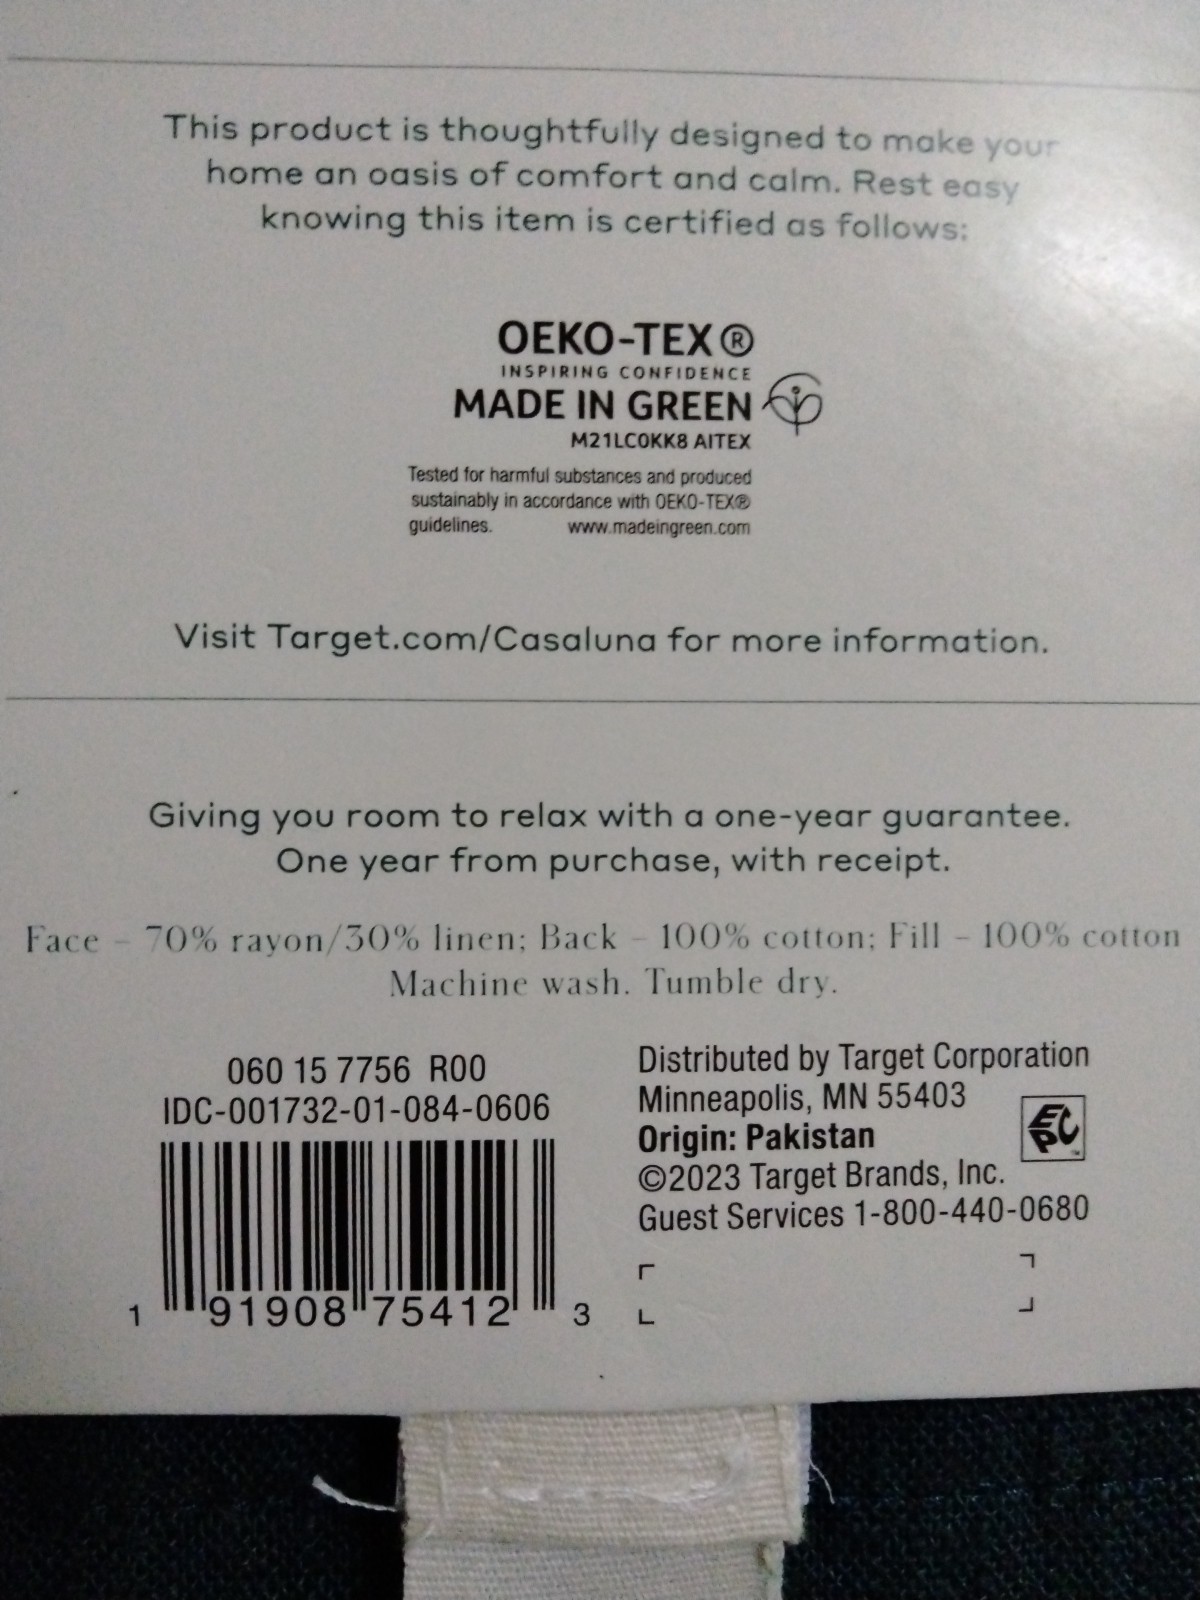 This product is thoughtfully designed to make your
home an oasis of comfort and calm. Rest easy
knowing this item is certified as follows:
OEKO-TEX®
INSPIRING CONFIDENCE
MADE IN GREEN
M21LC0KK8 AITEX
Tested for harmful substances and produced
sustainably in accordance with OEKO-TEX®
guidelines. www.madeingreen.com
Visit Target.com/Casaluna for more information.
Giving you room to relax with a one-year guarantee.
One year from purchase, with receipt.
Face – 70% rayon/30% linen; Back – 100% cotton; Fill – 100% cotton
Machine wash. Tumble dry.
060 15 7756 R00
IDC-001732-01-084-0606
1 91908 75412 3
Distributed by Target Corporation
Minneapolis, MN 55403
Origin: Pakistan
©2023 Target Brands, Inc.
Guest Services 1-800-440-0680
EPC™